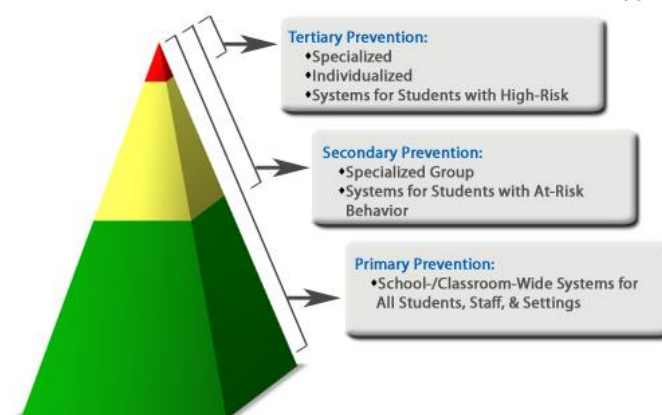 Tertiary Prevention:
♦Specialized
♦Individualized
♦Systems for Students with High-Risk
Secondary Prevention:
♦Specialized Group
♦Systems for Students with At-Risk
Behavior
Primary Prevention:
♦School-/Classroom-Wide Systems for
All Students, Staff, & Settings